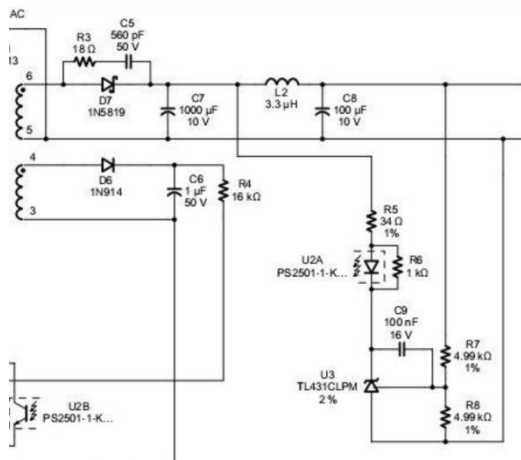 AC
13
R3
18 Ω
C5
560 pF
50 V
6
D7
1N5819
C7
1000 µF
10 V
L2
3.3 µH
C8
100 µF
10 V
5
4
D6
1N914
C6
1 µF
50 V
R4
16 kΩ
3
R5
34 Ω
1%
U2A
PS2501-1-K...
R6
1 kΩ
C9
100 nF
16 V
R7
4.99 kΩ
1%
U3
TL431CLPM
2 %
R8
4.99 kΩ
1%
U2B
PS2501-1-K...